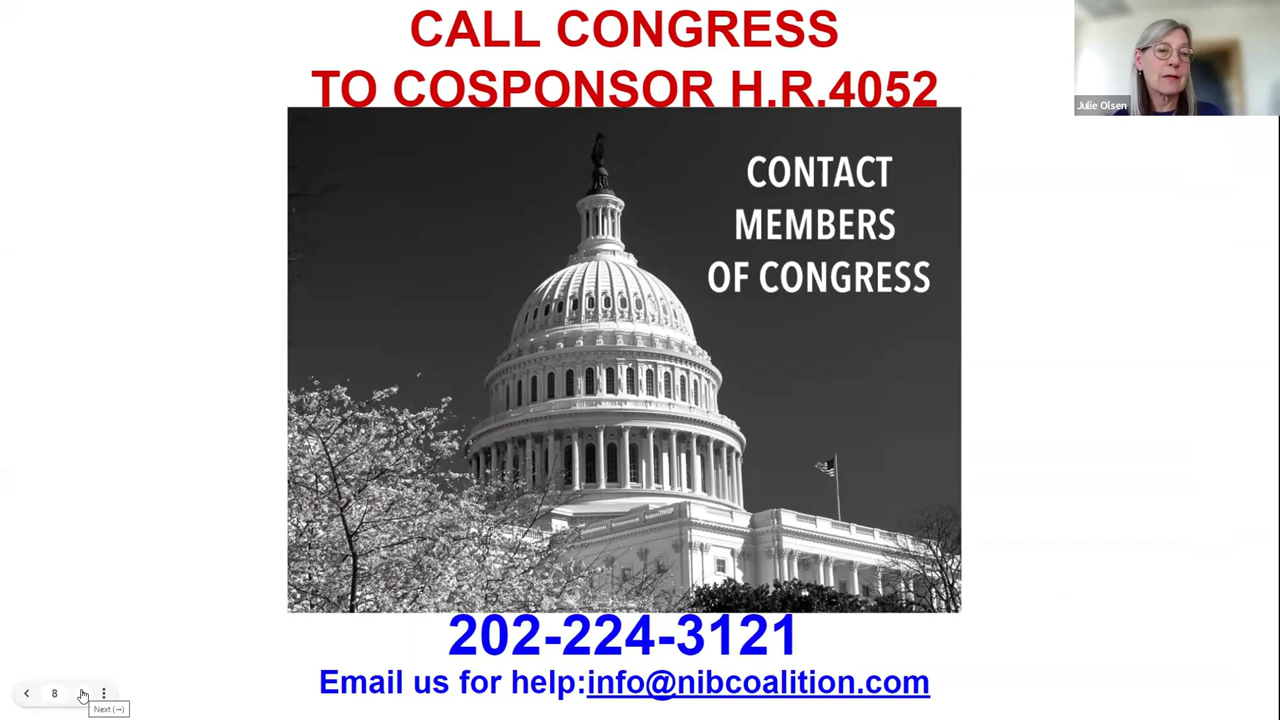 CALL CONGRESS
TO COSPONSOR H.R.4052
Julie Olsen
CONTACT
MEMBERS
OF CONGRESS
202-224-3121
Email us for help:info@nibcoalition.com
8
Next (→)